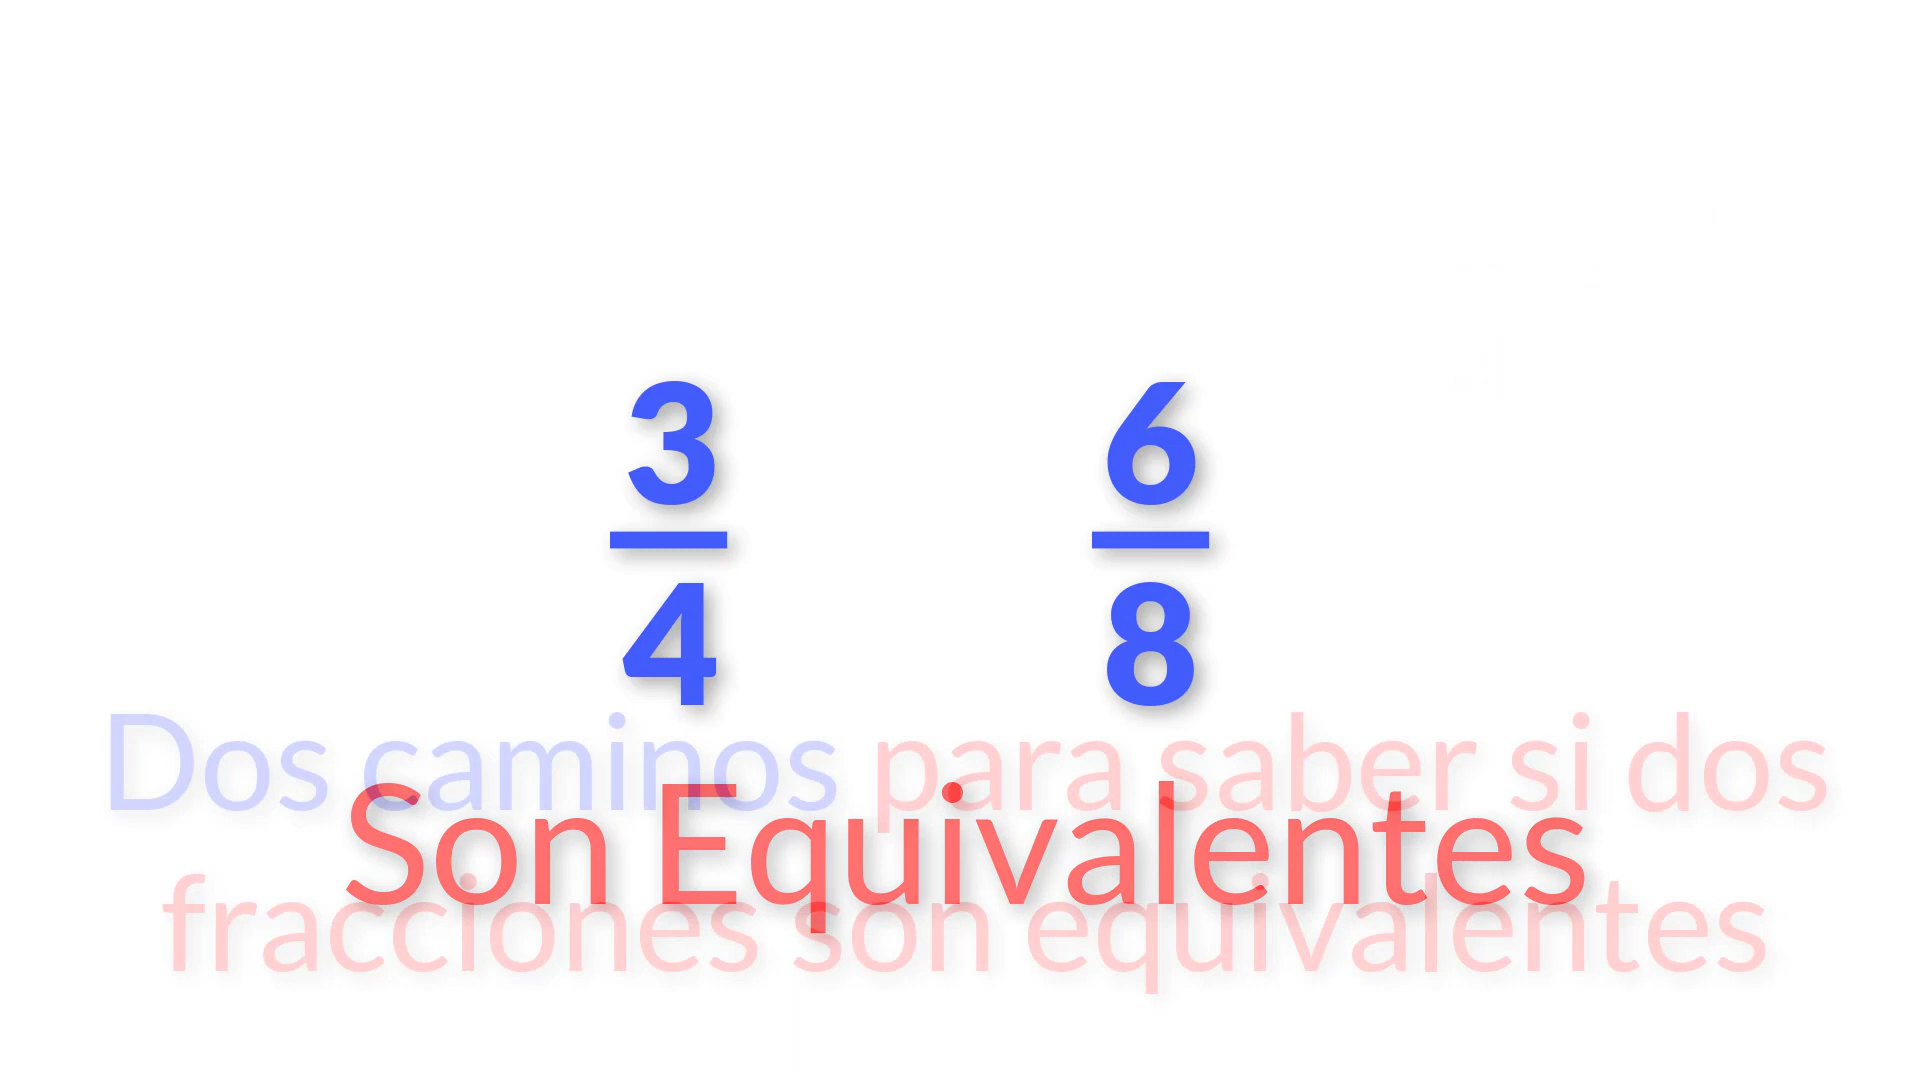 3 6
4 8
Dos caminos para saber si dos
Son Equivalentes
fracciones son equivalentes